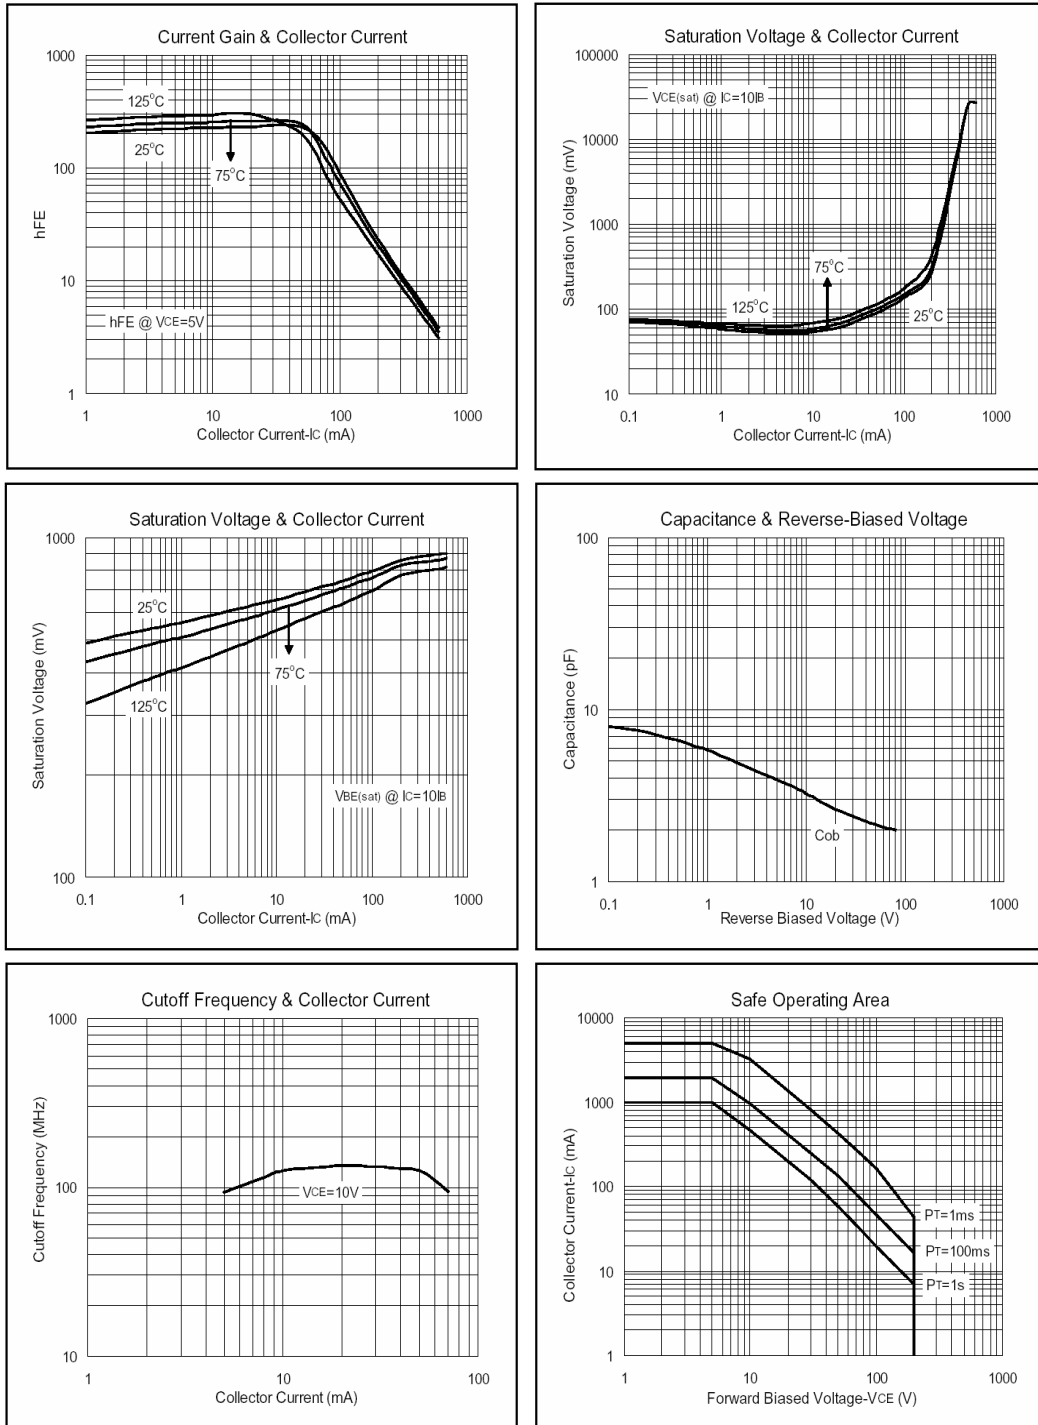 Current Gain & Collector Current
1000
100
10
1
hFE
125°C
25°C
75°C
hFE @ VCE=5V
1 10 100 1000
Collector Current-IC (mA)
Saturation Voltage & Collector Current
100000
10000
1000
100
10
Saturation Voltage (mV)
VCE(sat) @ IC=10IB
75°C
125°C
25°C
0.1 1 10 100 1000
Collector Current-IC (mA)
Saturation Voltage & Collector Current
1000
100
Saturation Voltage (mV)
25°C
75°C
125°C
VBE(sat) @ IC=10IB
0.1 1 10 100 1000
Collector Current-IC (mA)
Capacitance & Reverse-Biased Voltage
100
10
1
Capacitance (pF)
Cob
0.1 1 10 100 1000
Reverse Biased Voltage (V)
Cutoff Frequency & Collector Current
1000
100
10
Cutoff Frequency (MHz)
VCE=10V
1 10 100
Collector Current (mA)
Safe Operating Area
10000
1000
100
10
1
Collector Current-IC (mA)
PT=1ms
PT=100ms
PT=1s
1 10 100 1000
Forward Biased Voltage-VCE (V)